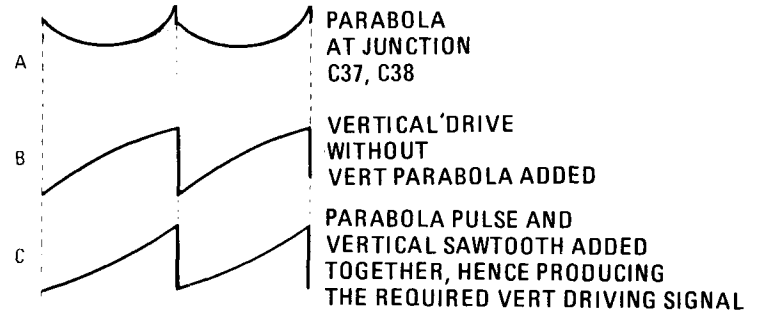 A
PARABOLA
AT JUNCTION
C37, C38
B
VERTICAL'DRIVE
WITHOUT
VERT PARABOLA ADDED
C
PARABOLA PULSE AND
VERTICAL SAWTOOTH ADDED
TOGETHER, HENCE PRODUCING
THE REQUIRED VERT DRIVING SIGNAL